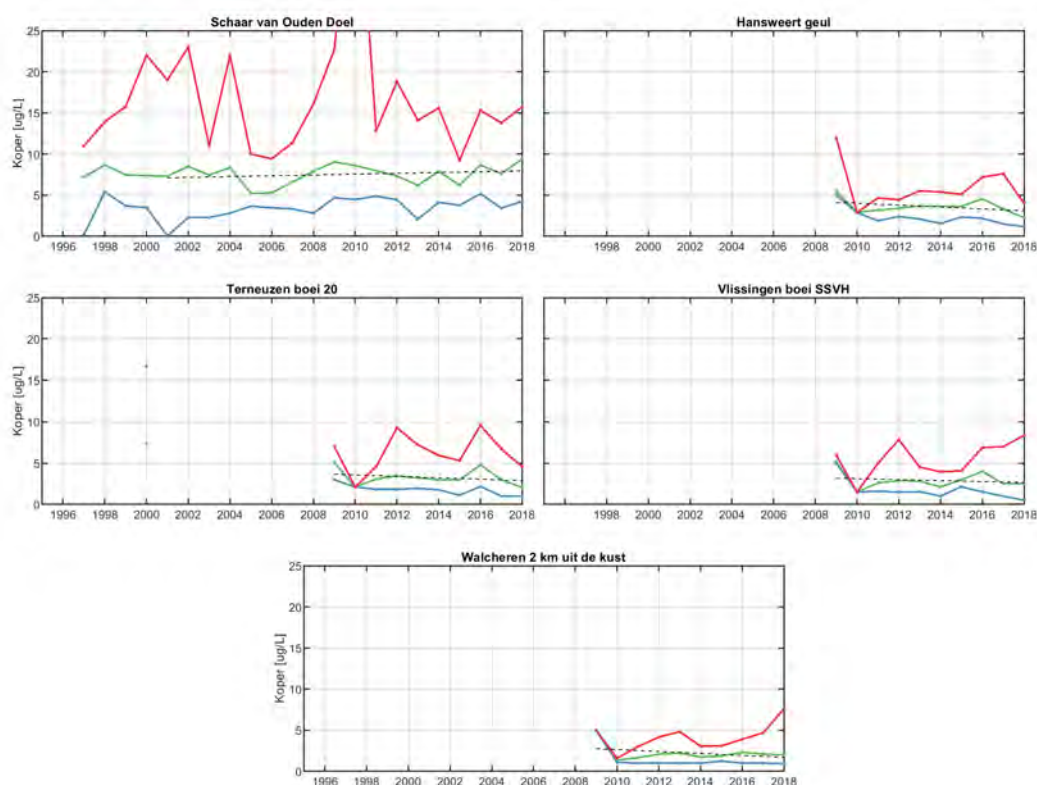 Schaar van Ouden Doel
Hansweert geul
25
20
15
10
5
0
Koper [ug/L]
1996 1998 2000 2002 2004 2006 2008 2010 2012 2014 2016 2018
1998 2000 2002 2004 2006 2008 2010 2012 2014 2016 2018
Terneuzen boei 20
Vlissingen boei SSVH
25
20
15
10
5
0
Koper [ug/L]
1996 1998 2000 2002 2004 2006 2008 2010 2012 2014 2016 2018
1998 2000 2002 2004 2006 2008 2010 2012 2014 2016 2018
Walcheren 2 km uit de kust
25
20
15
10
5
0
Koper [ug/L]
1996 1998 2000 2002 2004 2006 2008 2010 2012 2014 2016 2018